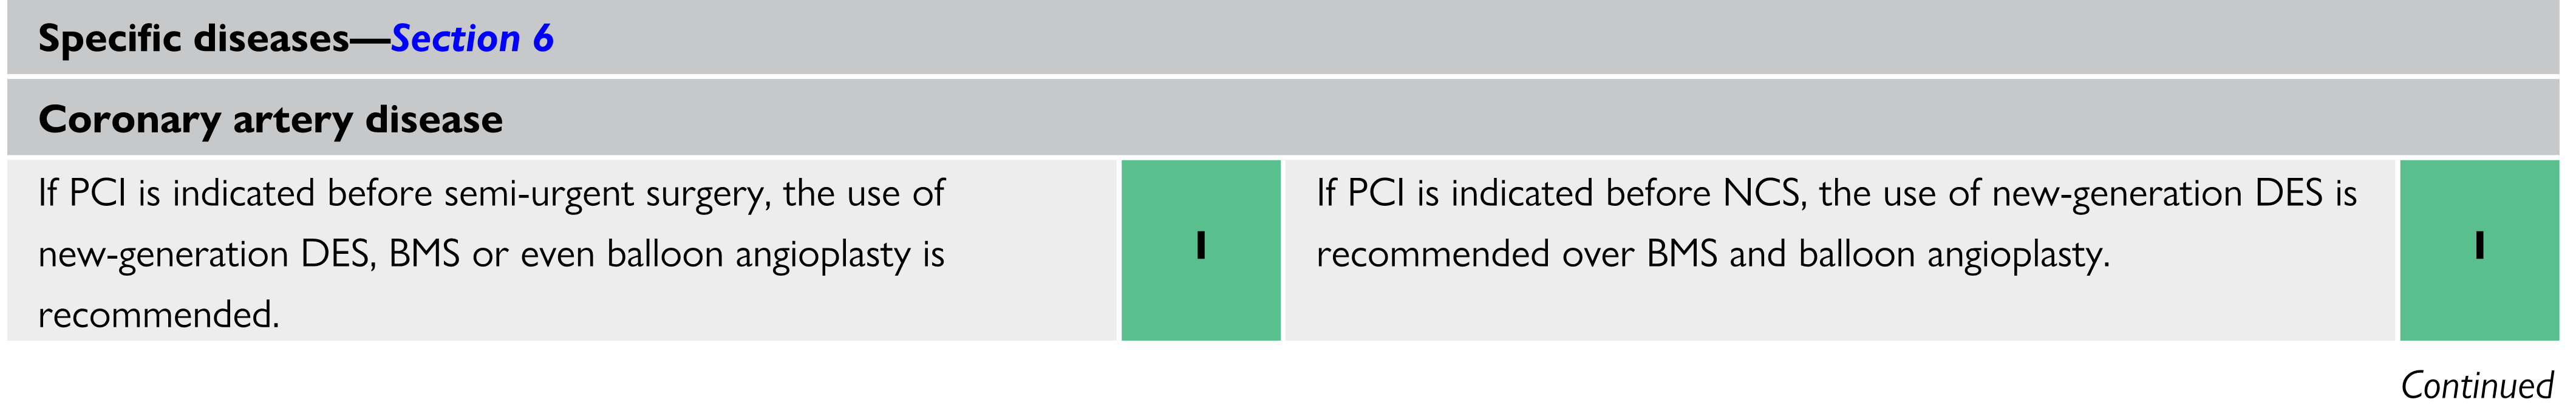 Specific diseases—Section 6
Coronary artery disease
If PCI is indicated before semi-urgent surgery, the use of
new-generation DES, BMS or even balloon angioplasty is
recommended.
I
If PCI is indicated before NCS, the use of new-generation DES is
recommended over BMS and balloon angioplasty.
I
Continued